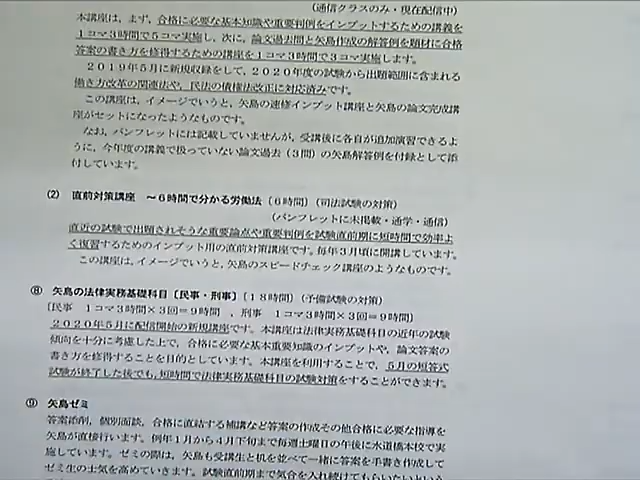 (通信クラスのみ・現在配信中)
本講座は、まず、合格に必要な基本知識や重要判例をインプットするための講義を
1コマ3時間で5コマ実施し、次に、論文過去問と矢島作成の解答例を題材に合格
答案の書き方を修得するための講座を1コマ3時間で3コマ実施します。
2019年5月に新規収録をして、2020年度の試験から出題範囲に含まれる
働き方改革の関連法や、民法の債権法改正に対応済みです。
この講座は、イメージでいうと、矢島の速修インプット講座と矢島の論文完成講
座がセットになったようなものです。
なお、パンフレットには記載していませんが、受講後に各自が追加演習できるよ
うに、今年度の講義で扱っていない論文過去(3問)の矢島解答例を付録として添
付しています。
(2) 直前対策講座 ~6時間で分かる労働法〔6時間〕(司法試験の対策)
(パンフレットに未掲載・通学・通信)
直近の試験で出題されそうな重要論点や重要判例を試験直前期に短時間で効率よ
く復習するためのインプット用の直前対策講座です。毎年3月頃に開講しています。
この講座は、イメージでいうと、矢島のスピードチェック講座のようなものです。
⑧ 矢島の法律実務基礎科目〔民事・刑事〕〔18時間〕(予備試験の対策)
〔民事 1コマ3時間×3回=9時間 、刑事 1コマ3時間×3回=9時間〕
2020年5月に配信開始の新規講座です。本講座は法律実務基礎科目の近年の試験
傾向を十分に考慮した上で、合格に必要な基本重要知識のインプットや、論文答案の
書き方を修得することを目的としています。本講座を利用することで、5月の短答式
試験が終了した後でも、短時間で法律実務基礎科目の試験対策をすることができます。
⑨ 矢島ゼミ
答案添削、個別面談、合格に直結する補講など答案の作成その他合格に必要な指導を
矢島が直接行います。例年1月から4月下旬まで毎週土曜日の午後に水道橋本校で実
施しています。ゼミの際は、矢島も受講生と机を並べて一緒に答案を手書き作成して
ゼミ生の士気を高めていきます。試験直前期まで気合を入れ続けてもらいたいという